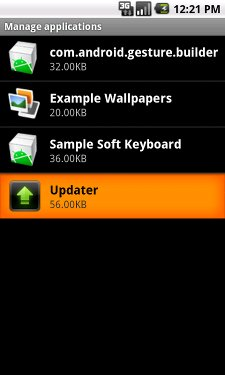 3G
12:21 PM
Manage applications
com.android.gesture.builder
32.00KB
Example Wallpapers
20.00KB
Sample Soft Keyboard
36.00KB
Updater
56.00KB